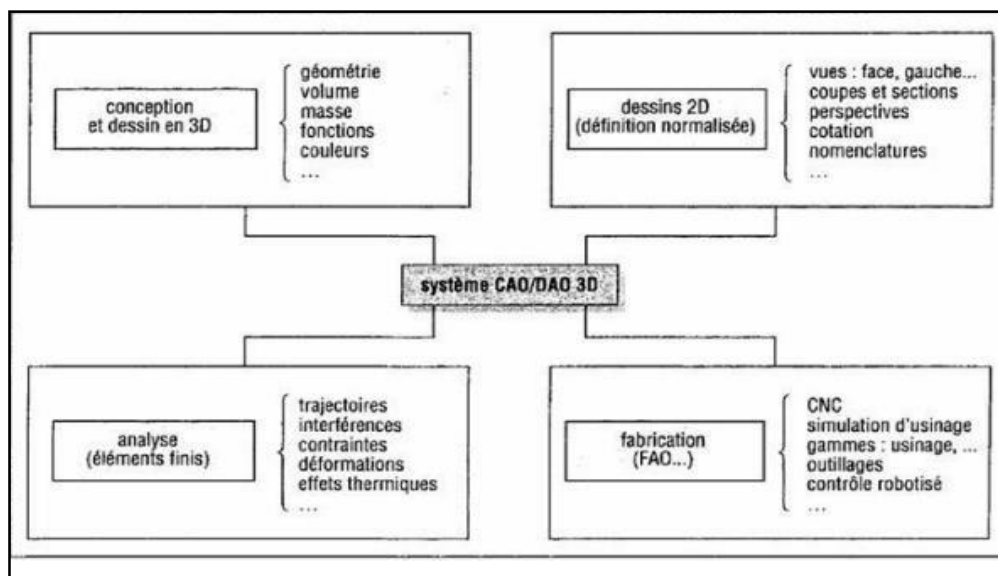 conception
et dessin en 3D
géométrie
volume
masse
fonctions
couleurs
...
dessins 2D
(définition normalisée)
vues : face, gauche...
coupes et sections
perspectives
cotation
nomenclatures
...
système CAO/DAO 3D
analyse
(éléments finis)
trajectoires
interférences
contraintes
déformations
effets thermiques
...
fabrication
(FAO...)
CNC
simulation d'usinage
gammes : usinage, ...
outillages
contrôle robotisé
...